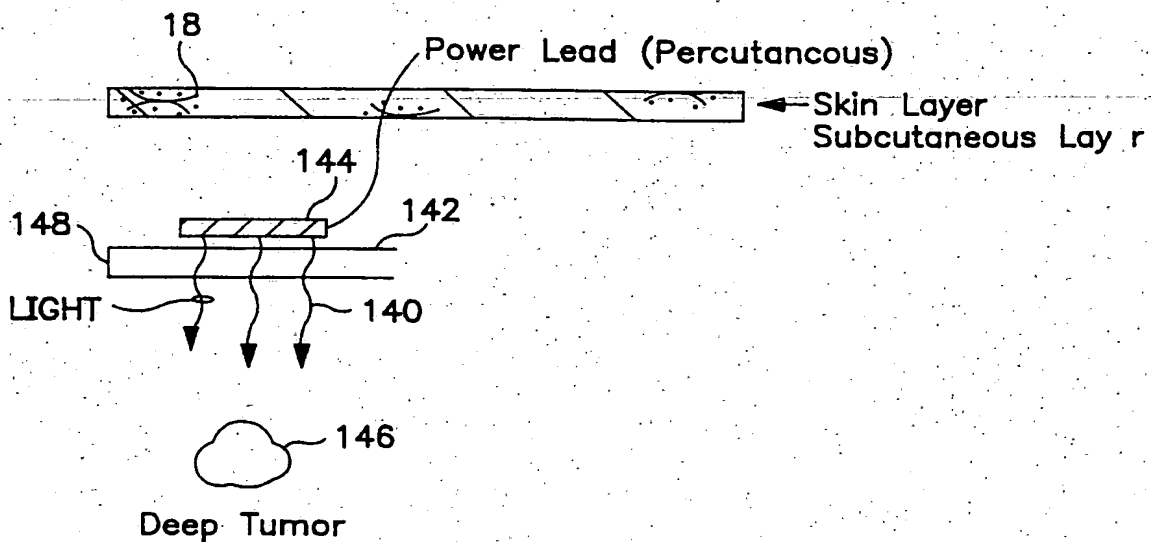 18
Power Lead (Percutancous)
Skin Layer
Subcutaneous Lay r
144
142
148
LIGHT
140
146
Deep Tumor